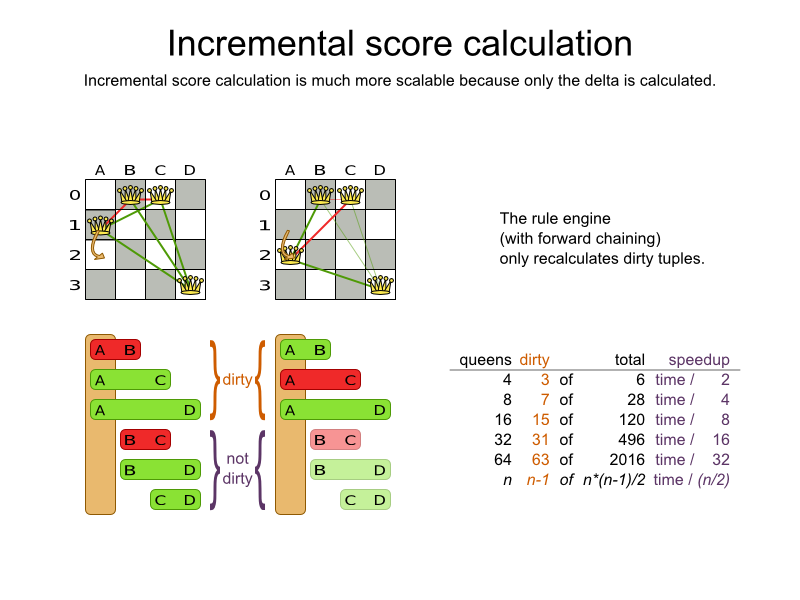 Incremental score calculation
Incremental score calculation is much more scalable because only the delta is calculated.
A B C D
0
1
2
3
A B C D
0
1
2
3
The rule engine
(with forward chaining)
only recalculates dirty tuples.
A B
A C
A D
B C
B D
C D
dirty
not
dirty
A B
A C
A D
B C
B D
C D
queens dirty total speedup
4 3 of 6 time / 2
8 7 of 28 time / 4
16 15 of 120 time / 8
32 31 of 496 time / 16
64 63 of 2016 time / 32
n n-1 of n*(n-1)/2 time / (n/2)